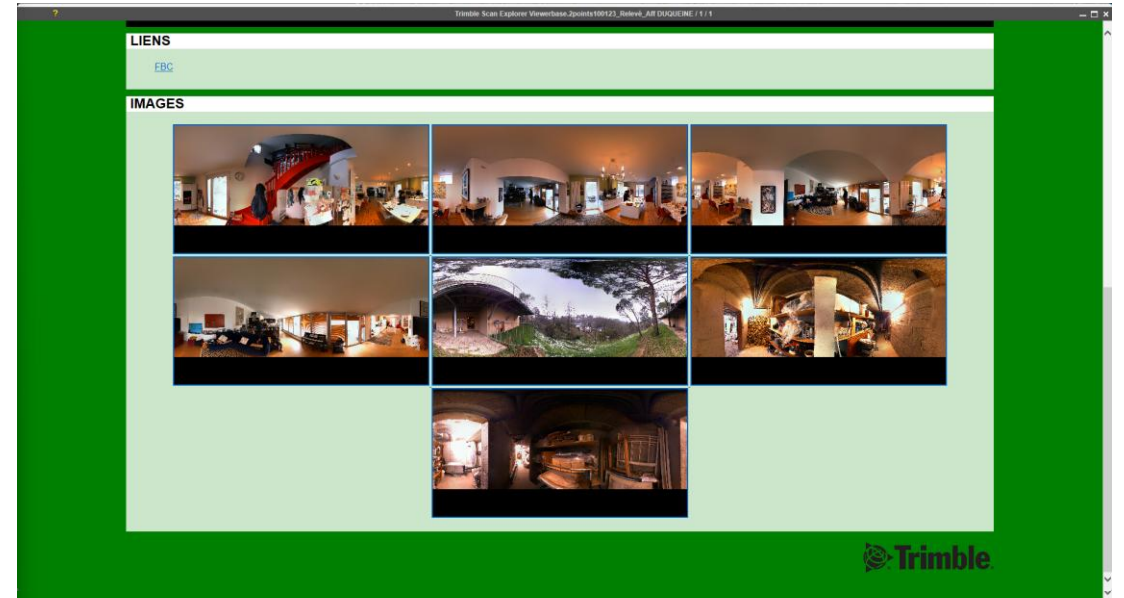 ?
Trimble Scan Explorer Viewerbase.2points100123_Relevé_Aff DUQUEINE / 1 / 1
LIENS
FBC
IMAGES
Trimble